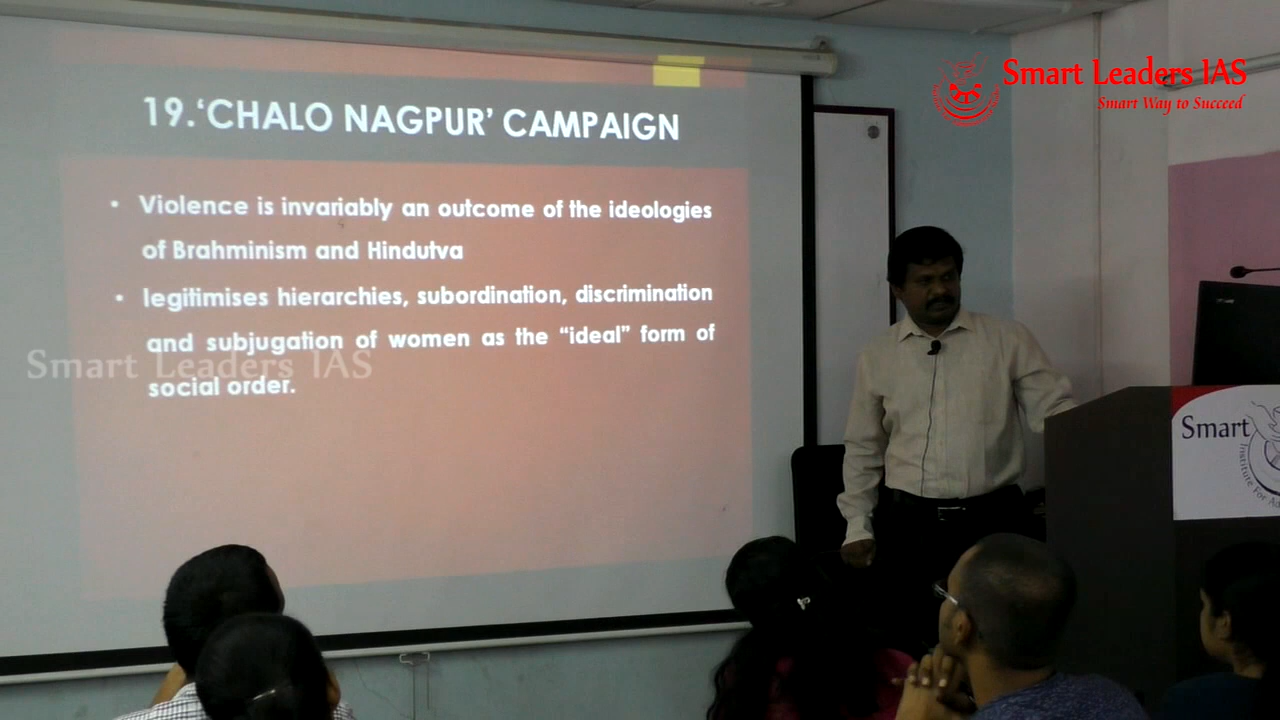 19.‘CHALO NAGPUR’ CAMPAIGN
• Violence is invariably an outcome of the ideologies
of Brahminism and Hindutva
• legitimises hierarchies, subordination, discrimination
and subjugation of women as the “ideal” form of
social order.
Smart Leaders IAS
Smart Leaders IAS
Smart Way to Succeed
Smart
Institute For